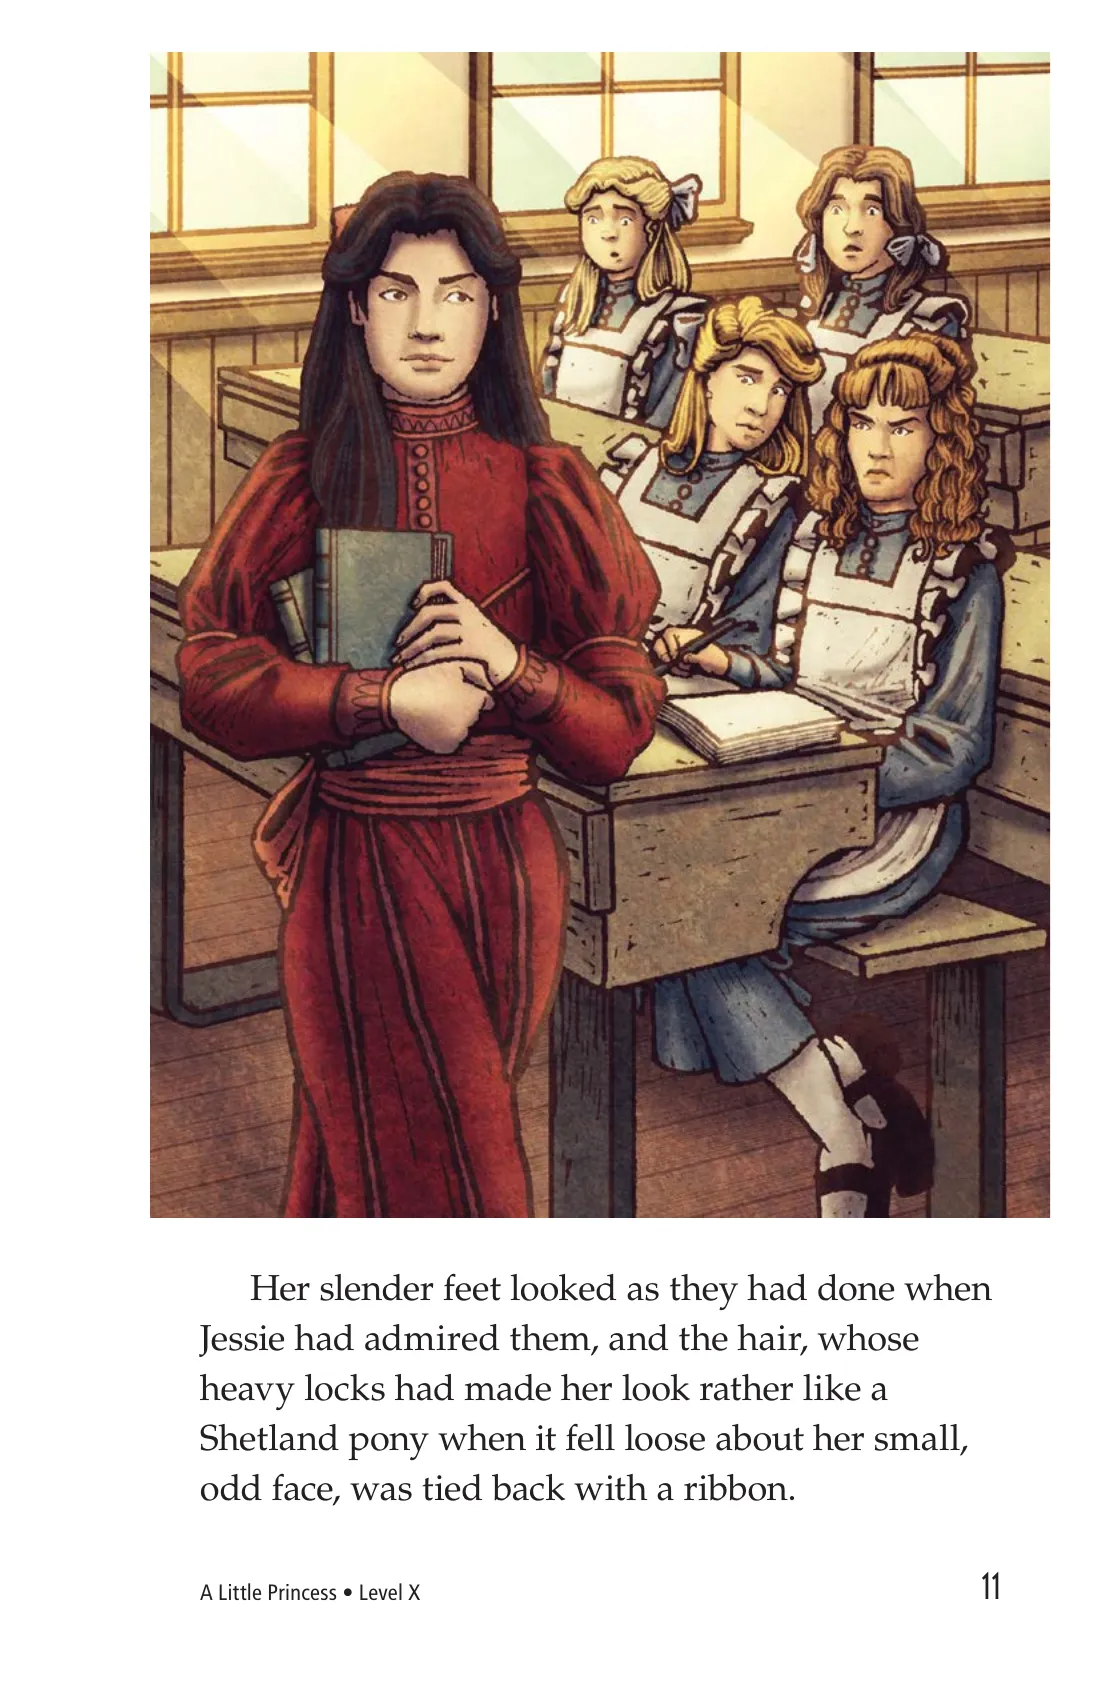 Her slender feet looked as they had done when
Jessie had admired them, and the hair, whose
heavy locks had made her look rather like a
Shetland pony when it fell loose about her small,
odd face, was tied back with a ribbon.
A Little Princess • Level X
11